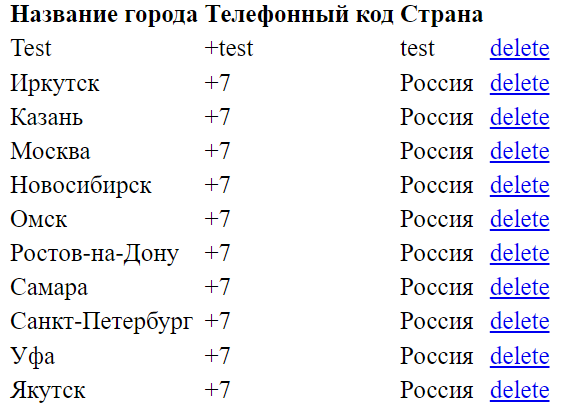 Название города Телефонный код Страна
Test +test test delete
Иркутск +7 Россия delete
Казань +7 Россия delete
Москва +7 Россия delete
Новосибирск +7 Россия delete
Омск +7 Россия delete
Ростов-на-Дону +7 Россия delete
Самара +7 Россия delete
Санкт-Петербург +7 Россия delete
Уфа +7 Россия delete
Якутск +7 Россия delete